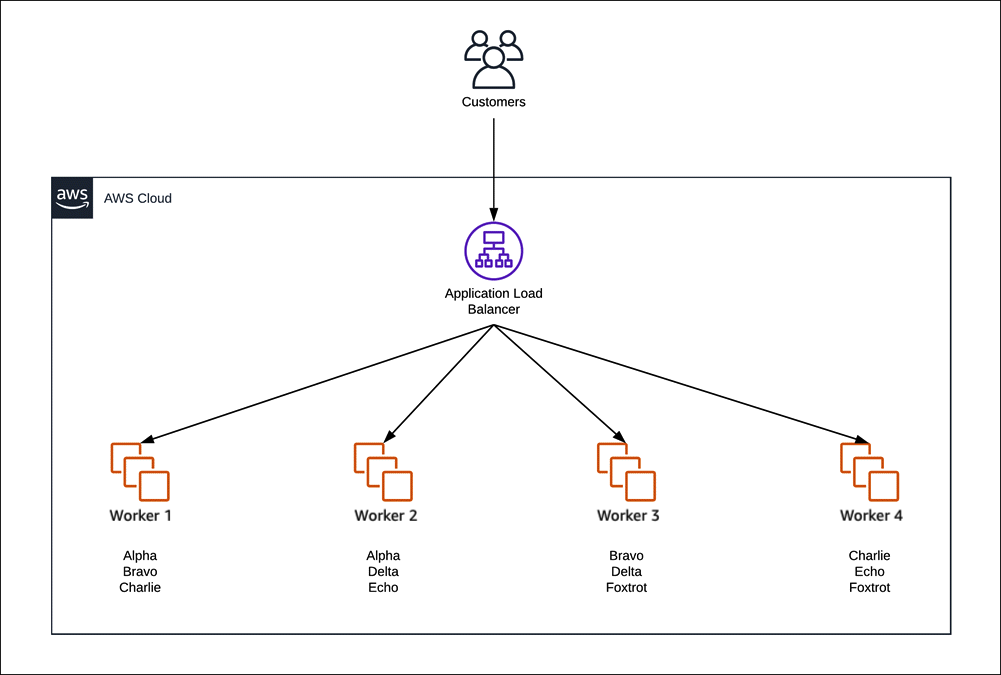 Customers
aws
AWS Cloud
Application Load
Balancer
Worker 1
Worker 2
Worker 3
Worker 4
Alpha
Bravo
Charlie
Alpha
Delta
Echo
Bravo
Delta
Foxtrot
Charlie
Echo
Foxtrot